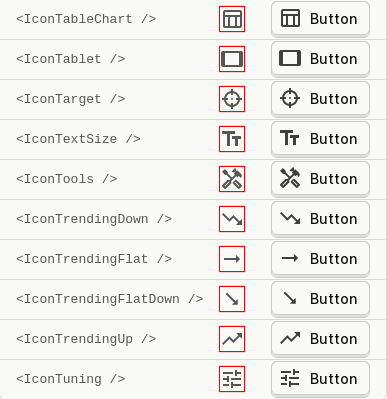 <IconTableChart /> Button
<IconTablet /> Button
<IconTarget /> Button
<IconTextSize /> Button
<IconTools /> Button
<IconTrendingDown /> Button
<IconTrendingFlat /> Button
<IconTrendingFlatDown /> Button
<IconTrendingUp /> Button
<IconTuning /> Button